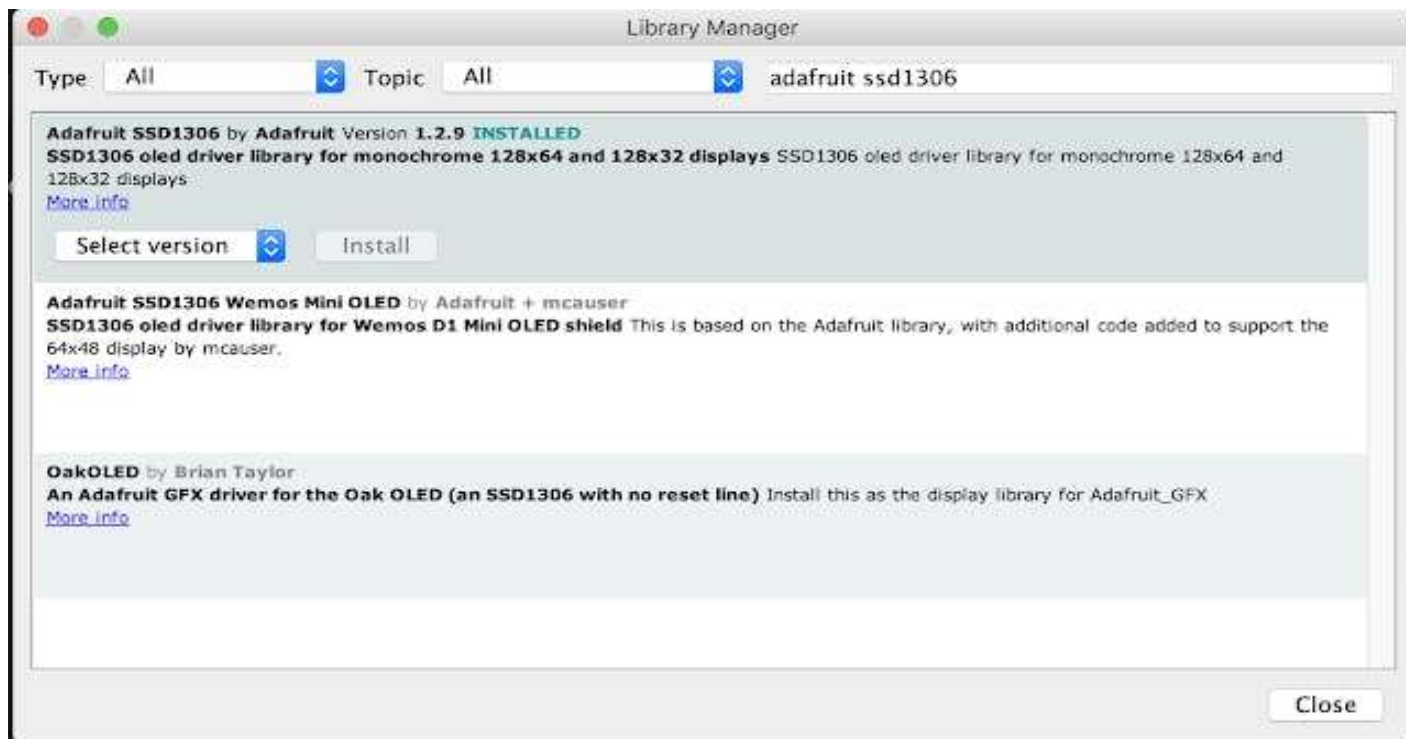 Library Manager
Type All Topic All adafruit ssd1306
Adafruit SSD1306 by Adafruit Version 1.2.9 INSTALLED
SSD1306 oled driver library for monochrome 128x64 and 128x32 displays SSD1306 oled driver library for monochrome 128x64 and
128x32 displays
More info
Select version Install
Adafruit SSD1306 Wemos Mini OLED by Adafruit + mcauser
SSD1306 oled driver library for Wemos D1 Mini OLED shield This is based on the Adafruit library, with additional code added to support the
64x48 display by mcauser.
More info
OakOLED by Brian Taylor
An Adafruit GFX driver for the Oak OLED (an SSD1306 with no reset line) Install this as the display library for Adafruit_GFX
More info
Close